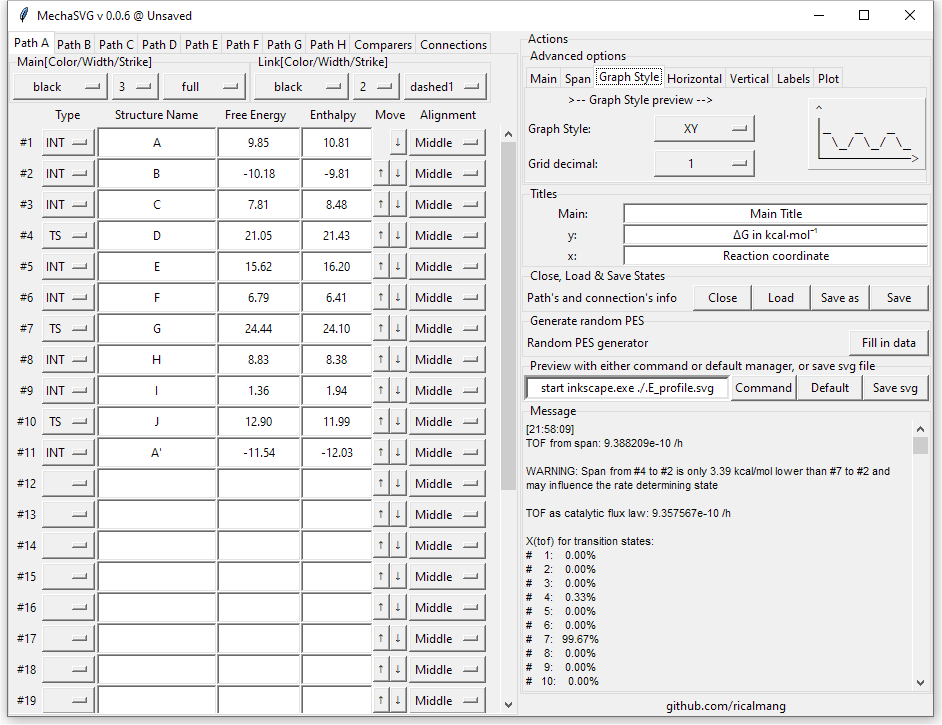 MechaSVG v 0.0.6 @ Unsaved
Path A Path B Path C Path D Path E Path F Path G Path H Comparers Connections
Main[Color/Width/Strike] Link[Color/Width/Strike]
black 3 full black 2 dashed1
Type Structure Name Free Energy Enthalpy Move Alignment
#1 INT A 9.85 10.81 ↓ Middle
#2 INT B -10.18 -9.81 ↑ ↓ Middle
#3 INT C 7.81 8.48 ↑ ↓ Middle
#4 TS D 21.05 21.43 ↑ ↓ Middle
#5 INT E 15.62 16.20 ↑ ↓ Middle
#6 INT F 6.79 6.41 ↑ ↓ Middle
#7 TS G 24.44 24.10 ↑ ↓ Middle
#8 INT H 8.83 8.38 ↑ ↓ Middle
#9 INT I 1.36 1.94 ↑ ↓ Middle
#10 TS J 12.90 11.99 ↑ ↓ Middle
#11 INT A' -11.54 -12.03 ↑ ↓ Middle
#12 ↑ ↓ Middle
#13 ↑ ↓ Middle
#14 ↑ ↓ Middle
#15 ↑ ↓ Middle
#16 ↑ ↓ Middle
#17 ↑ ↓ Middle
#18 ↑ ↓ Middle
#19 ↑ ↓ Middle
Actions
Advanced options
Main Span Graph Style Horizontal Vertical Labels Plot
>-- Graph Style preview -->
Graph Style: XY
Grid decimal: 1
Titles
Main: Main Title
y: ΔG in kcal·mol⁻¹
x: Reaction coordinate
Close, Load & Save States
Path's and connection's info Close Load Save as Save
Generate random PES
Random PES generator Fill in data
Preview with either command or default manager, or save svg file
start inkscape.exe ./.E_profile.svg Command Default Save svg
Message
[21:58:09]
TOF from span: 9.388209e-10 /h
WARNING: Span from #4 to #2 is only 3.39 kcal/mol lower than #7 to #2 and
may influence the rate determining state
TOF as catalytic flux law: 9.357567e-10 /h
X(tof) for transition states:
# 1: 0.00%
# 2: 0.00%
# 3: 0.00%
# 4: 0.33%
# 5: 0.00%
# 6: 0.00%
# 7: 99.67%
# 8: 0.00%
# 9: 0.00%
# 10: 0.00%
github.com/ricalmang